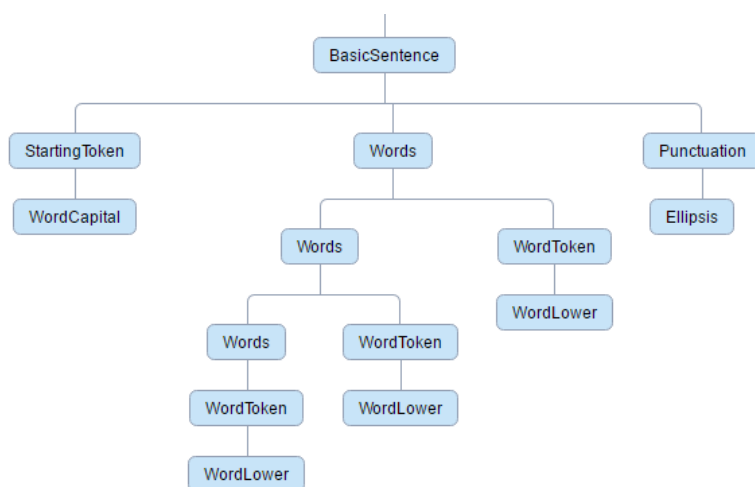 BasicSentence
StartingToken Words Punctuation
WordCapital Ellipsis
Words WordToken
WordLower
Words WordToken
WordToken WordLower
WordLower